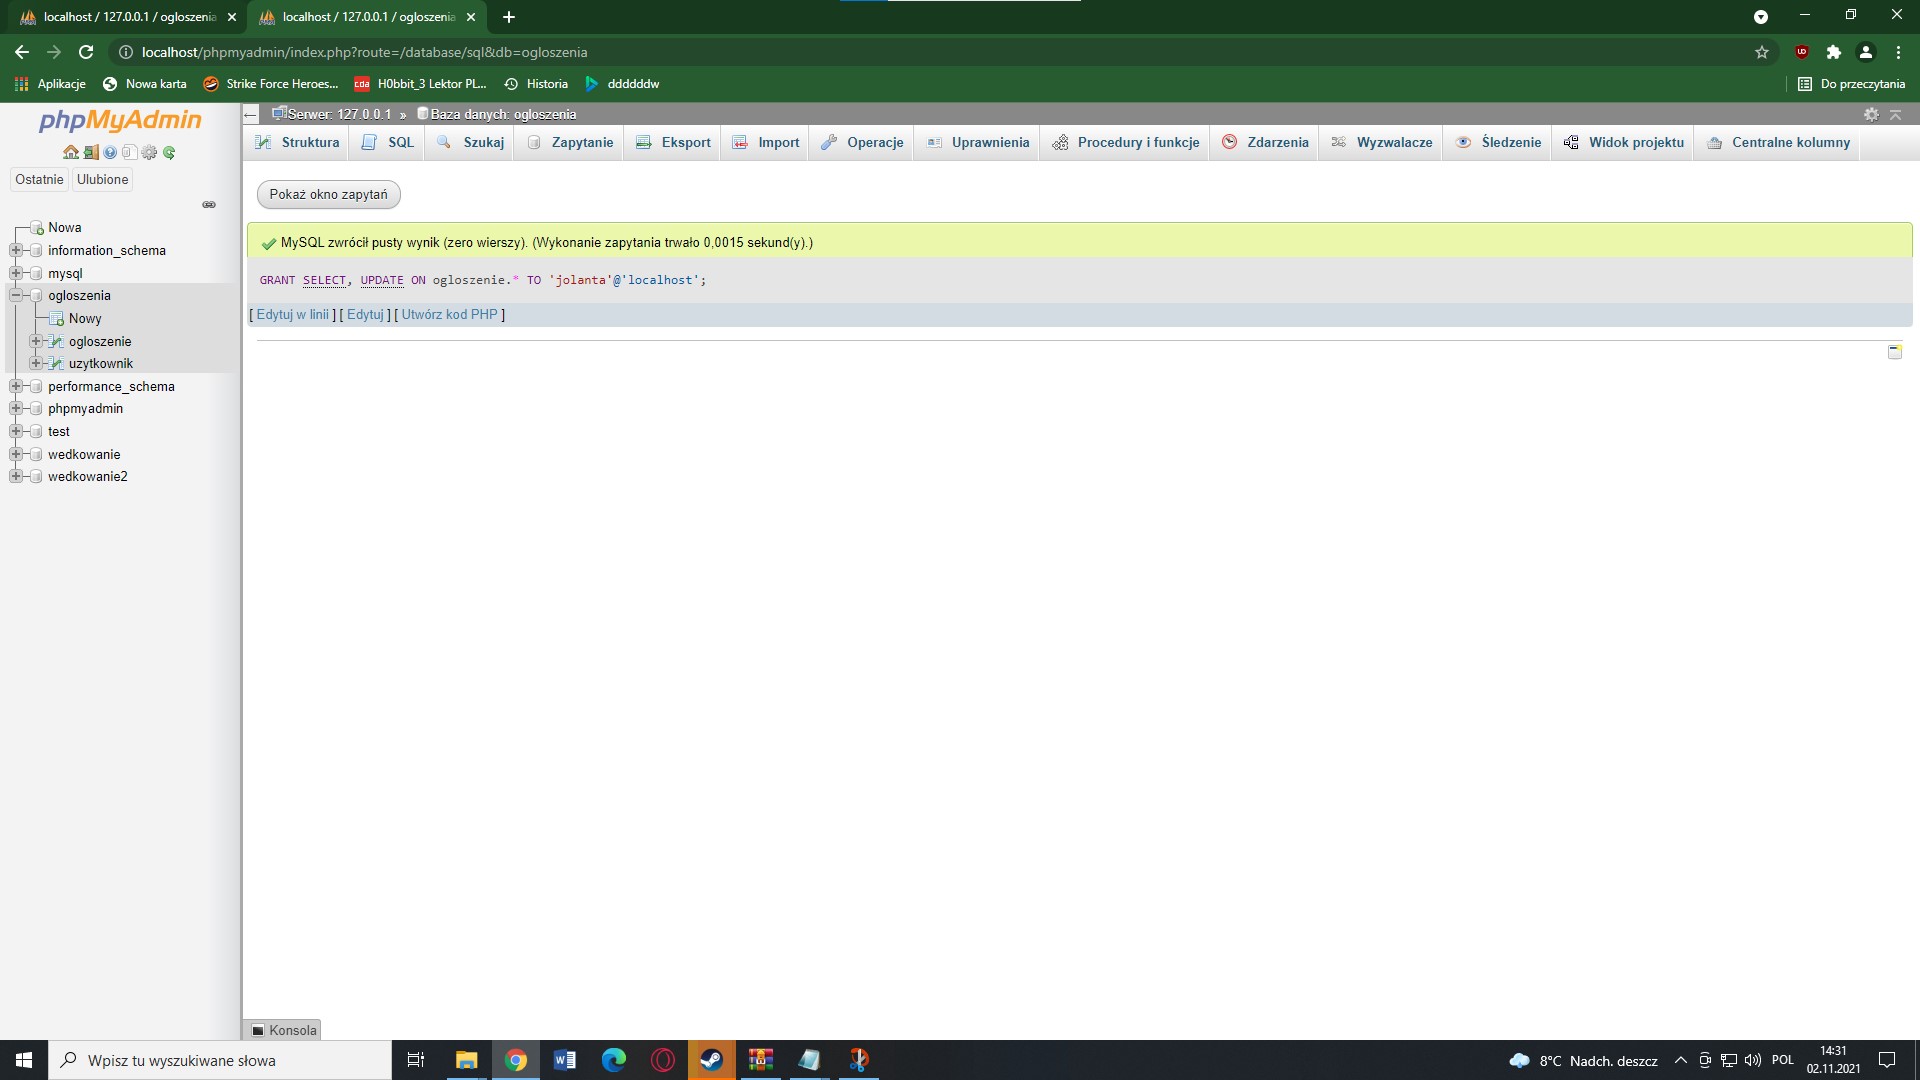 localhost / 127.0.0.1 / ogloszenia
localhost / 127.0.0.1 / ogloszenia
localhost/phpmyadmin/index.php?route=/database/sql&db=ogloszenia
Aplikacje
Nowa karta
Strike Force Heroes...
cda
H0bbit_3 Lektor PL...
Historia
ddddddw
Do przeczytania
phpMyAdmin
Ostatnie
Ulubione
Nowa
information_schema
mysql
ogloszenia
Nowy
ogloszenie
uzytkownik
performance_schema
phpmyadmin
test
wedkowanie
wedkowanie2
Serwer: 127.0.0.1 » Baza danych: ogloszenia
Struktura
SQL
Szukaj
Zapytanie
Eksport
Import
Operacje
Uprawnienia
Procedury i funkcje
Zdarzenia
Wyzwalacze
Śledzenie
Widok projektu
Centralne kolumny
Pokaż okno zapytań
MySQL zwrócił pusty wynik (zero wierszy). (Wykonanie zapytania trwało 0,0015 sekund(y).)
GRANT SELECT, UPDATE ON ogloszenie.* TO 'jolanta'@'localhost';
[ Edytuj w linii ] [ Edytuj ] [ Utwórz kod PHP ]
Konsola
Wpisz tu wyszukiwane słowa
8°C Nadch. deszcz
POL
14:31
02.11.2021